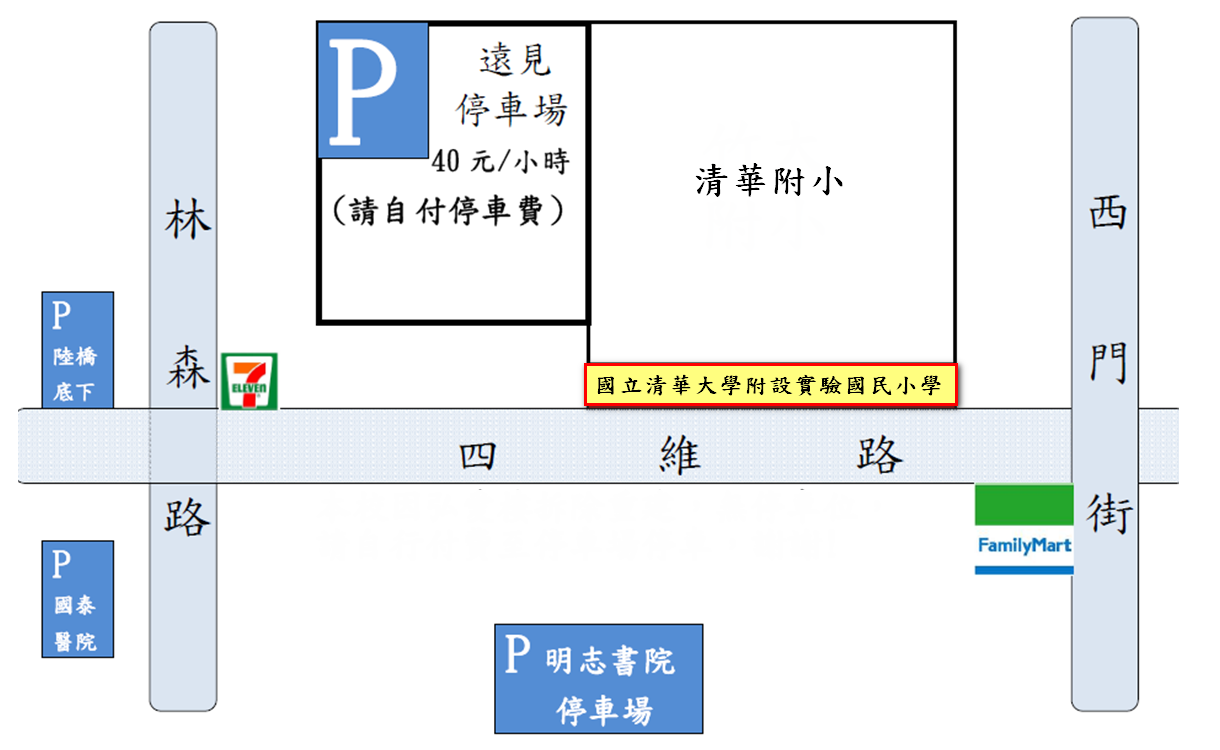 P
遠見
停車場
40 元/小時
(請自付停車費)
清華附小
林森路
西門街
P
陸橋
底下
7
ELEVEN
國立清華大學附設實驗國民小學
四維路
FamilyMart
P
國泰
醫院
P 明志書院
停車場